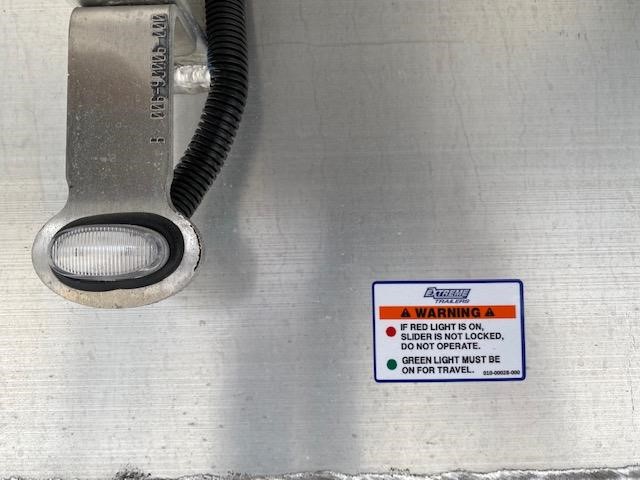 EXTREME
TRAILERS
WARNING
IF RED LIGHT IS ON,
SLIDER IS NOT LOCKED,
DO NOT OPERATE.
GREEN LIGHT MUST BE
ON FOR TRAVEL.
010-00028-000